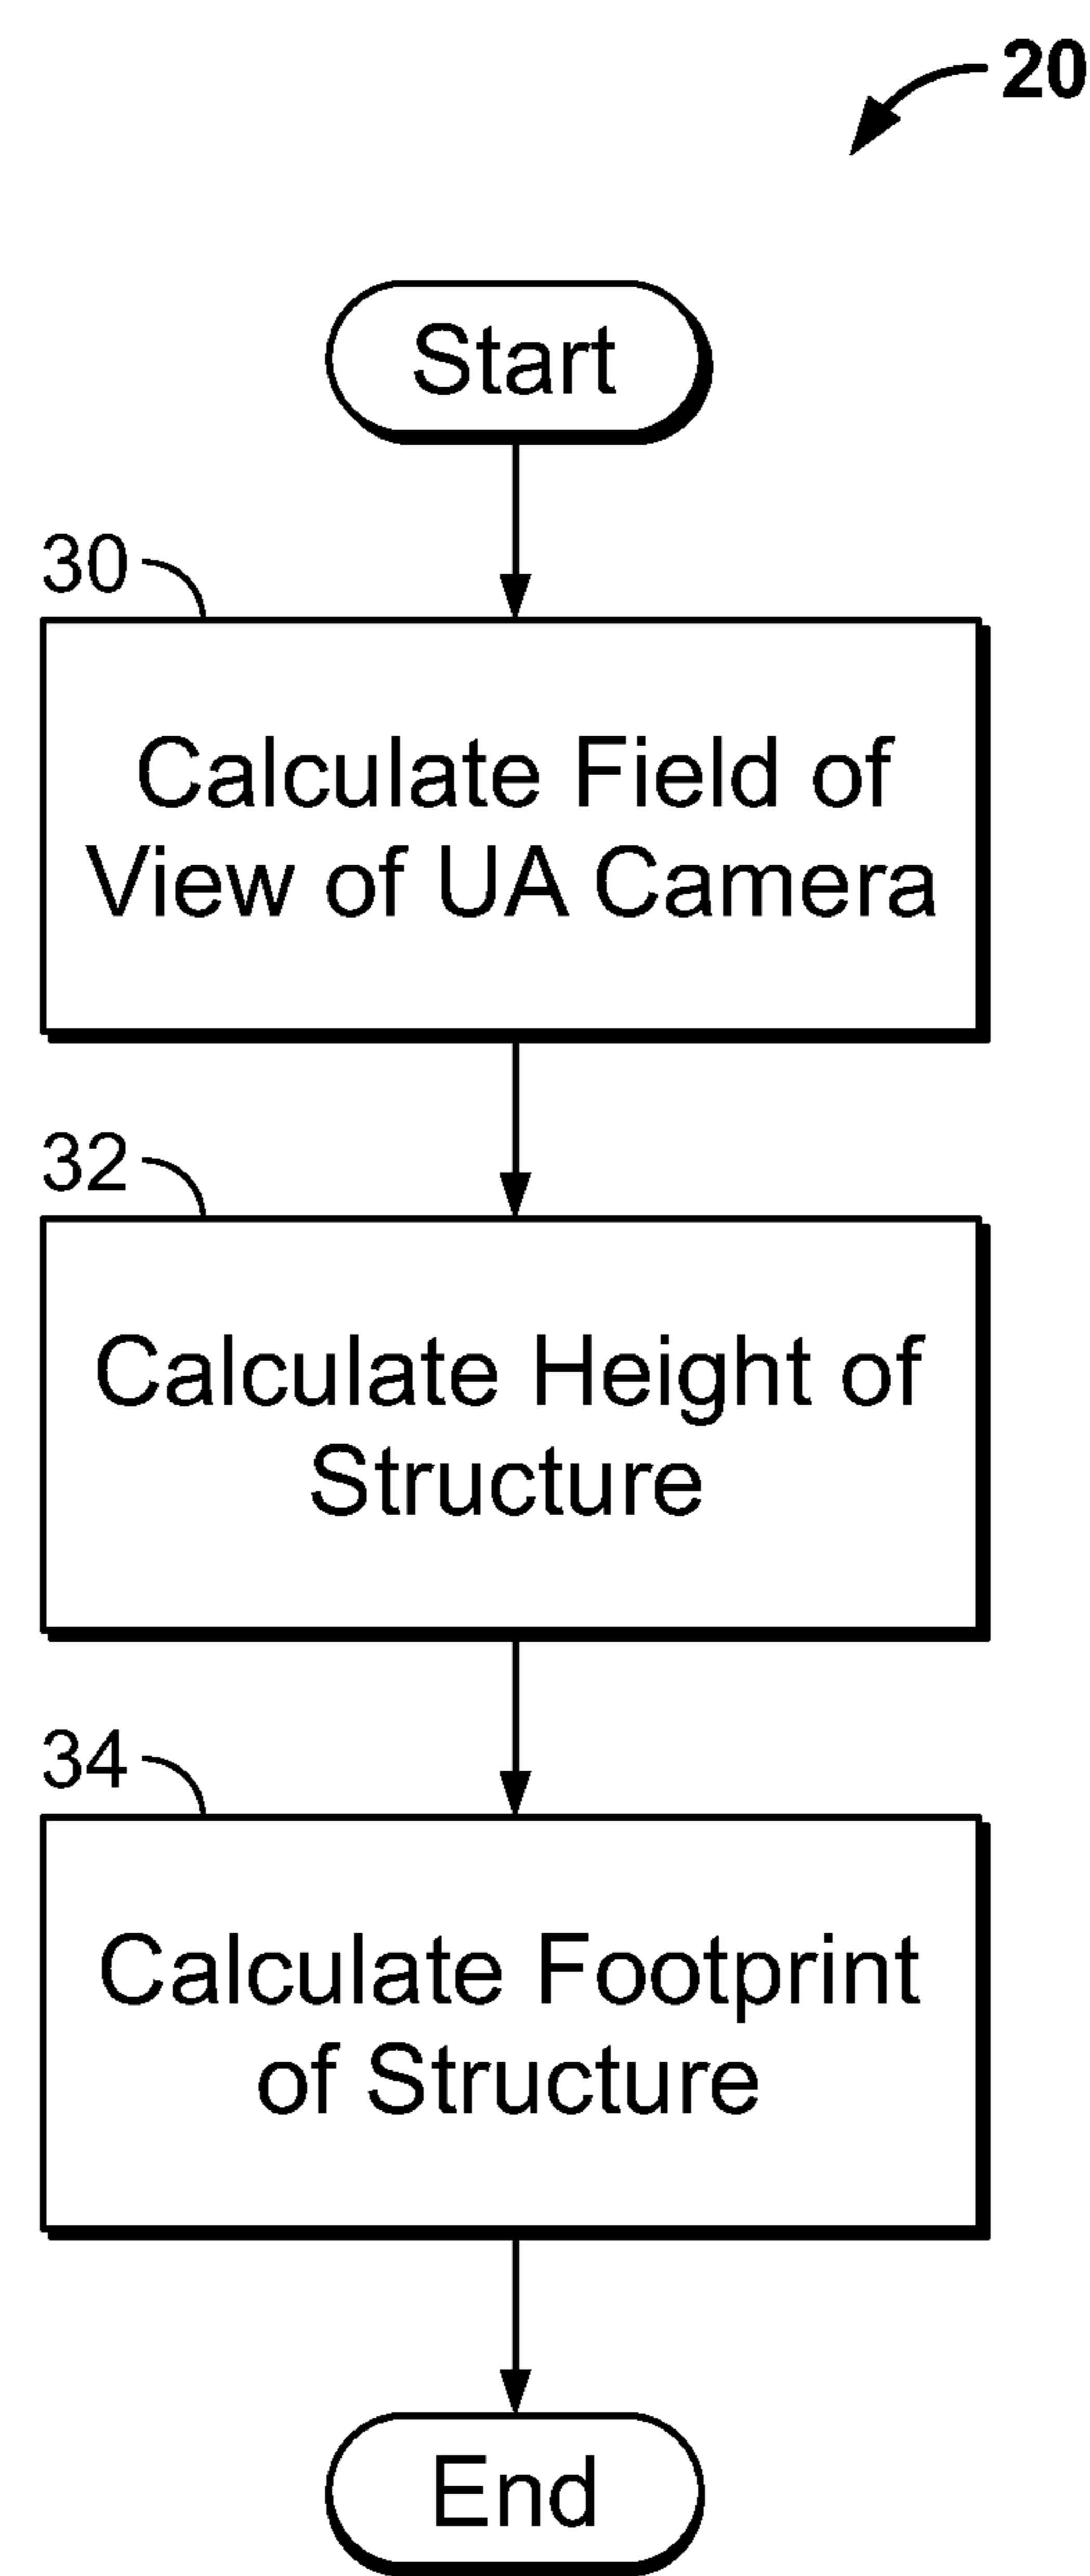 20
Start
30
Calculate Field of
View of UA Camera
32
Calculate Height of
Structure
34
Calculate Footprint
of Structure
End